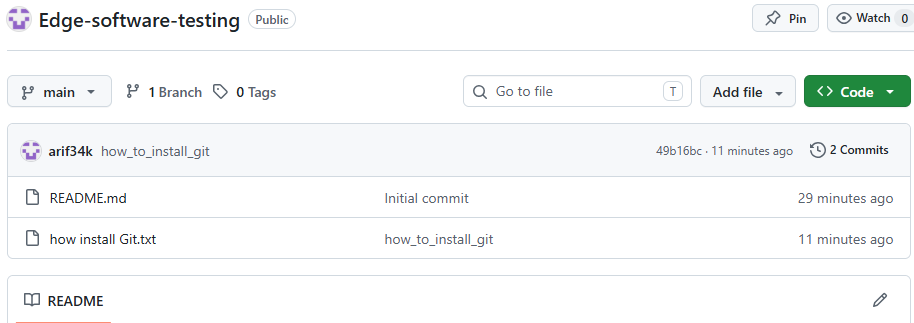 Edge-software-testing Public Pin Watch 0
main 1 Branch 0 Tags Go to file T Add file Code
arif34k how_to_install_git 49b16bc · 11 minutes ago 2 Commits
README.md Initial commit 29 minutes ago
how install Git.txt how_to_install_git 11 minutes ago
README